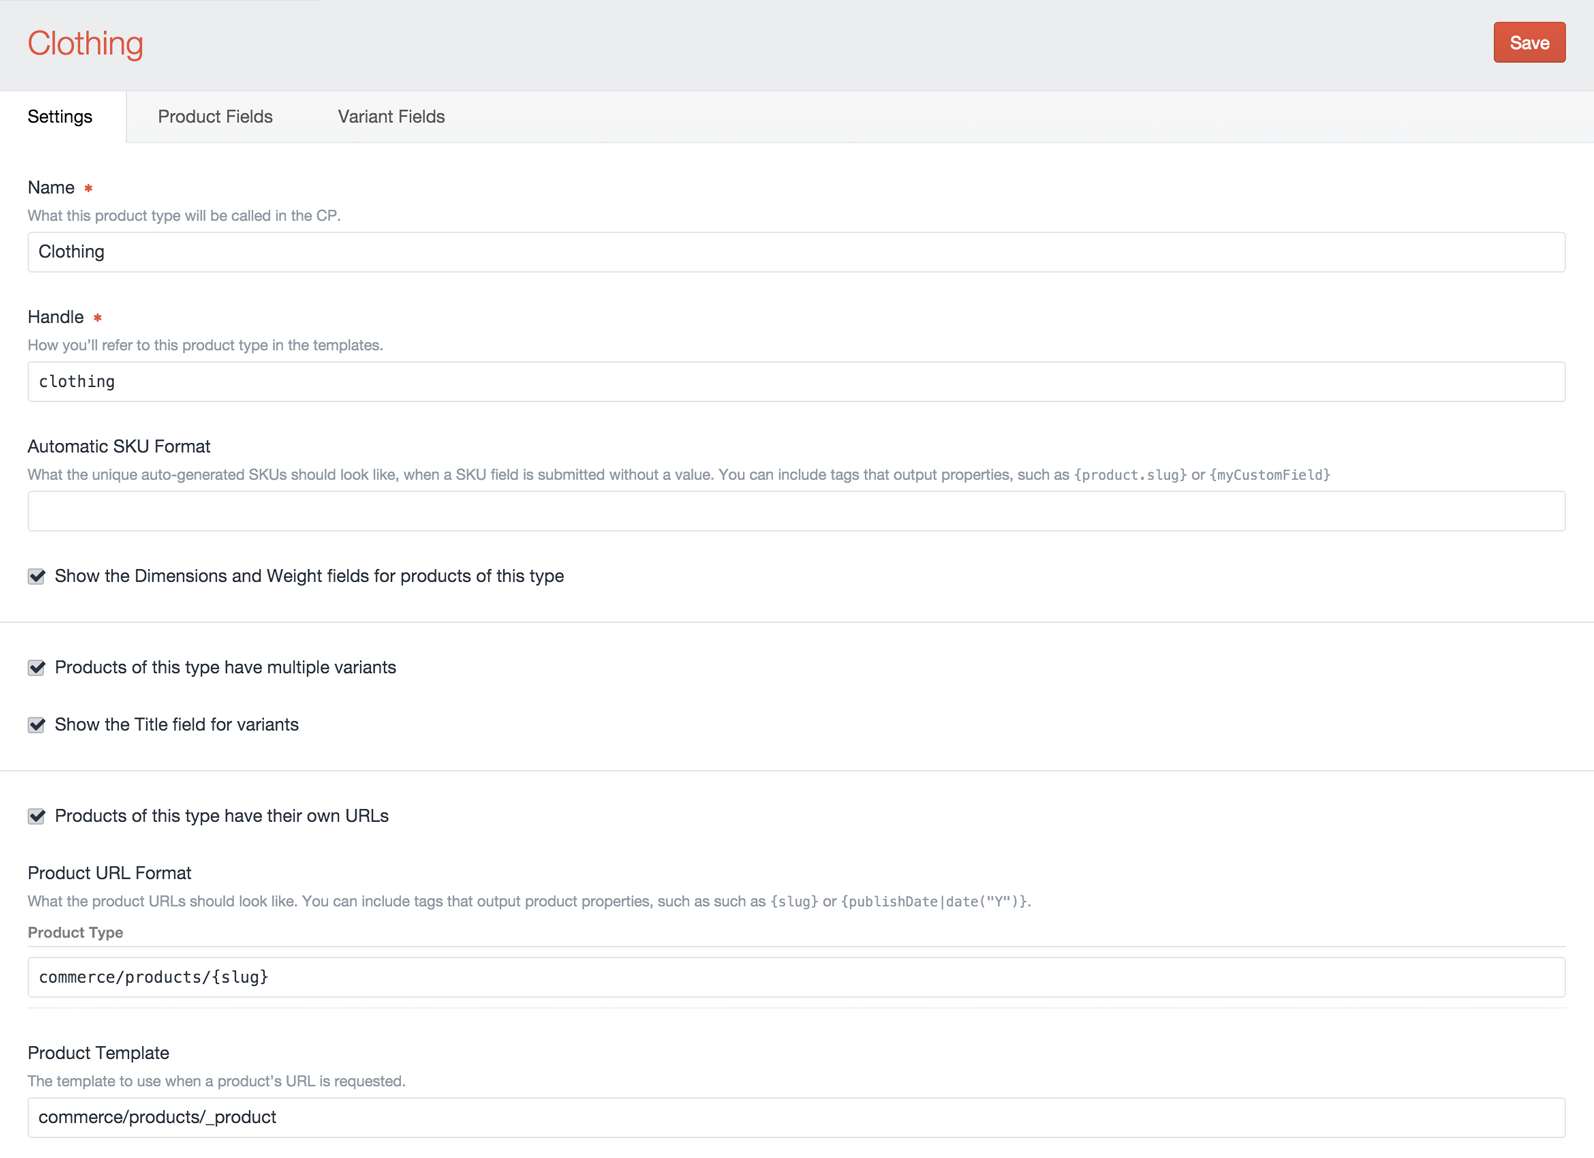 Clothing
Save
Settings
Product Fields
Variant Fields
Name *
What this product type will be called in the CP.
Clothing
Handle *
How you’ll refer to this product type in the templates.
clothing
Automatic SKU Format
What the unique auto-generated SKUs should look like, when a SKU field is submitted without a value. You can include tags that output properties, such as {product.slug} or {myCustomField}
Show the Dimensions and Weight fields for products of this type
Products of this type have multiple variants
Show the Title field for variants
Products of this type have their own URLs
Product URL Format
What the product URLs should look like. You can include tags that output product properties, such as such as {slug} or {publishDate|date("Y")}.
Product Type
commerce/products/{slug}
Product Template
The template to use when a product’s URL is requested.
commerce/products/_product